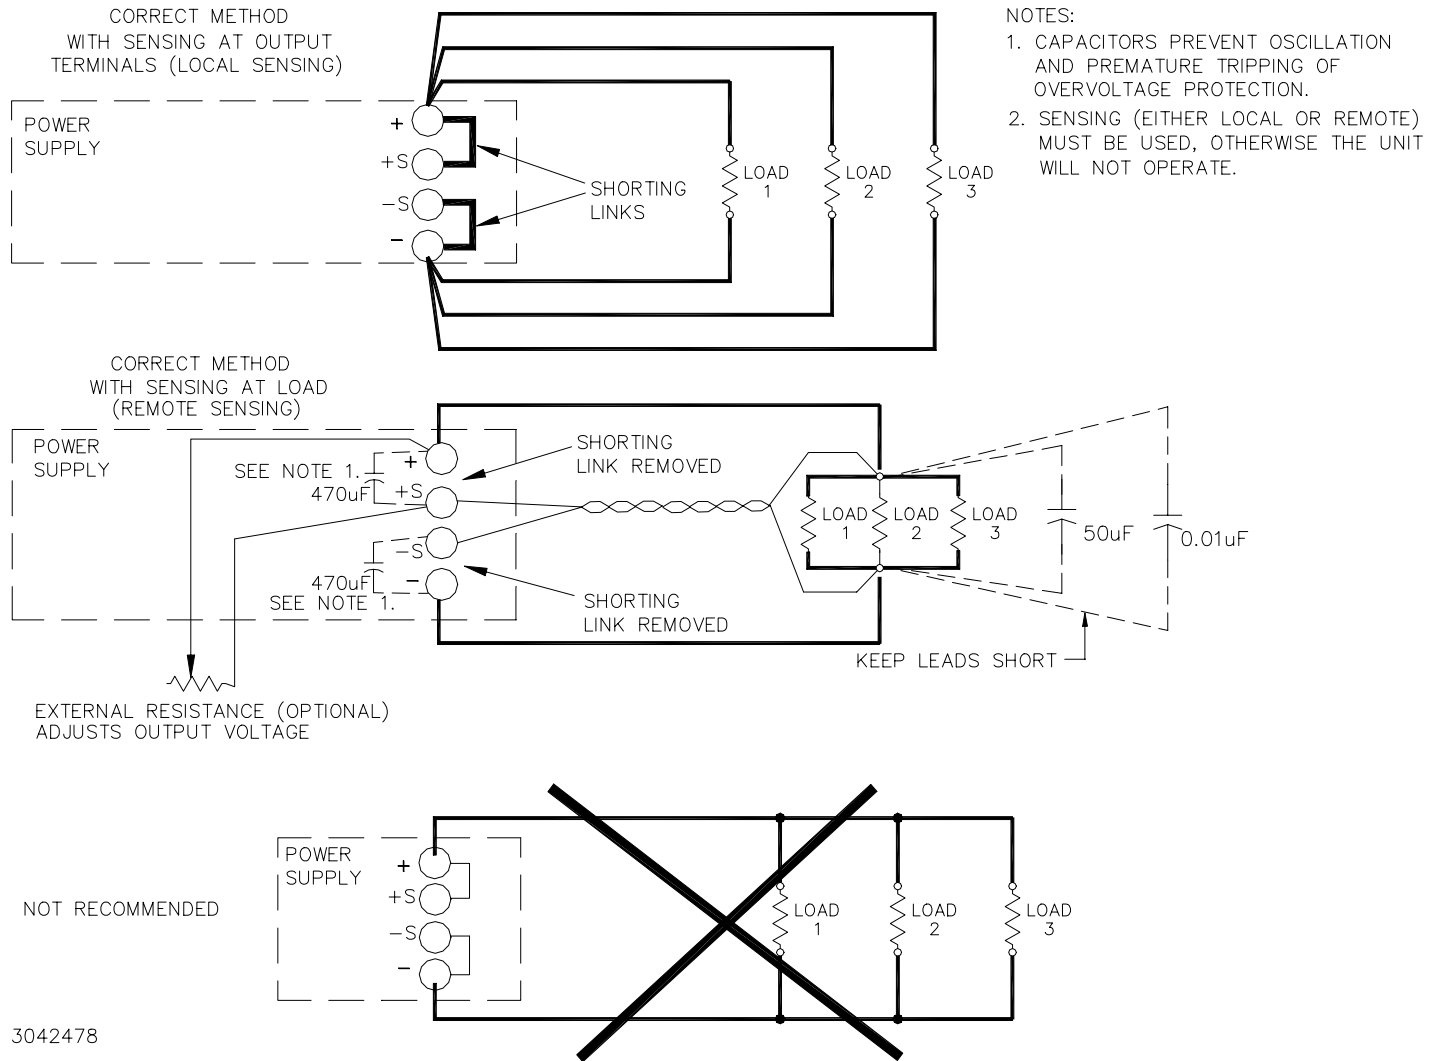 CORRECT METHOD
WITH SENSING AT OUTPUT
TERMINALS (LOCAL SENSING)
POWER
SUPPLY
+
+S
-S
-
SHORTING
LINKS
LOAD
1
LOAD
2
LOAD
3
NOTES:
1. CAPACITORS PREVENT OSCILLATION
AND PREMATURE TRIPPING OF
OVERVOLTAGE PROTECTION.
2. SENSING (EITHER LOCAL OR REMOTE)
MUST BE USED, OTHERWISE THE UNIT
WILL NOT OPERATE.
CORRECT METHOD
WITH SENSING AT LOAD
(REMOTE SENSING)
POWER
SUPPLY
SEE NOTE 1.
470uF
+
+S
-S
-
470uF
SEE NOTE 1.
SHORTING
LINK REMOVED
SHORTING
LINK REMOVED
LOAD
1
LOAD
2
LOAD
3
50uF
0.01uF
KEEP LEADS SHORT
EXTERNAL RESISTANCE (OPTIONAL)
ADJUSTS OUTPUT VOLTAGE
NOT RECOMMENDED
POWER
SUPPLY
+
+S
-S
-
LOAD
1
LOAD
2
LOAD
3
3042478